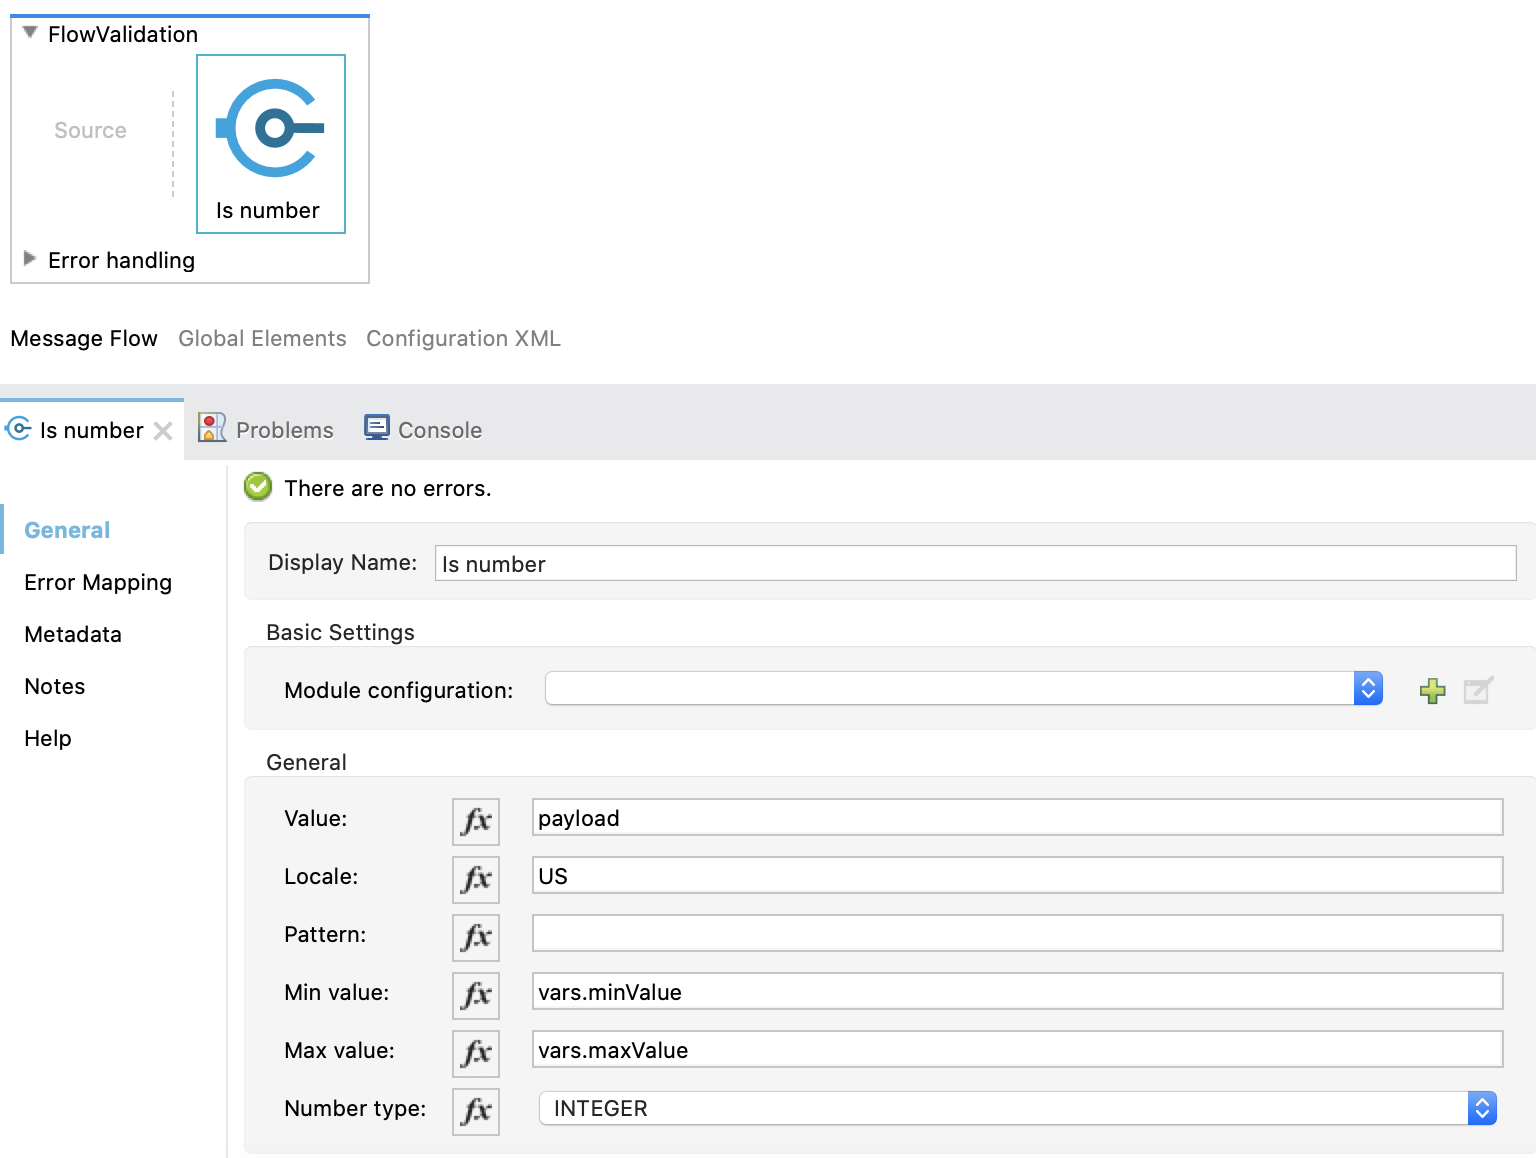 FlowValidation
Source
Is number
Error handling
Message Flow Global Elements Configuration XML
Is number Problems Console
There are no errors.
General
Error Mapping
Metadata
Notes
Help
Display Name: Is number
Basic Settings
Module configuration:
General
Value: fx payload
Locale: fx US
Pattern: fx
Min value: fx vars.minValue
Max value: fx vars.maxValue
Number type: fx INTEGER